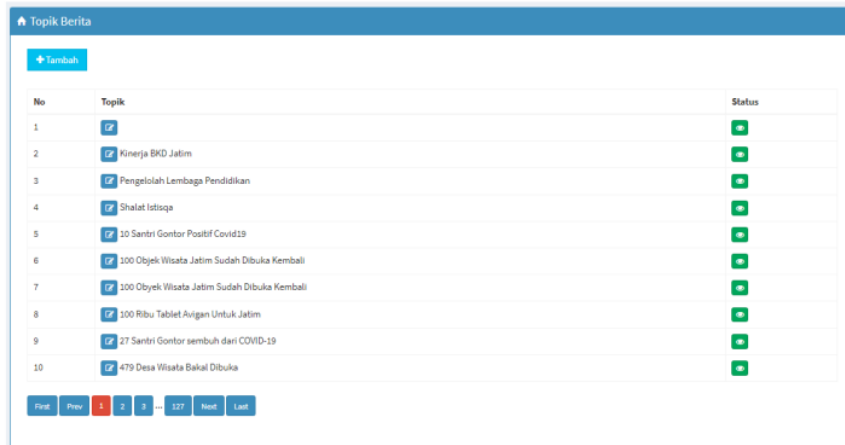 Topik Berita
+Tambah
No Topik Status
1
2 Kinerja BKD Jatim
3 Pengelolah Lembaga Pendidikan
4 Shalat Istisqa
5 10 Santri Gontor Positif Covid19
6 100 Objek Wisata Jatim Sudah Dibuka Kembali
7 100 Obyek Wisata Jatim Sudah Dibuka Kembali
8 100 Ribu Tablet Avigan Untuk Jatim
9 27 Santri Gontor sembuh dari COVID-19
10 479 Desa Wisata Bakal Dibuka
First Prev 1 2 3 ... 127 Next Last